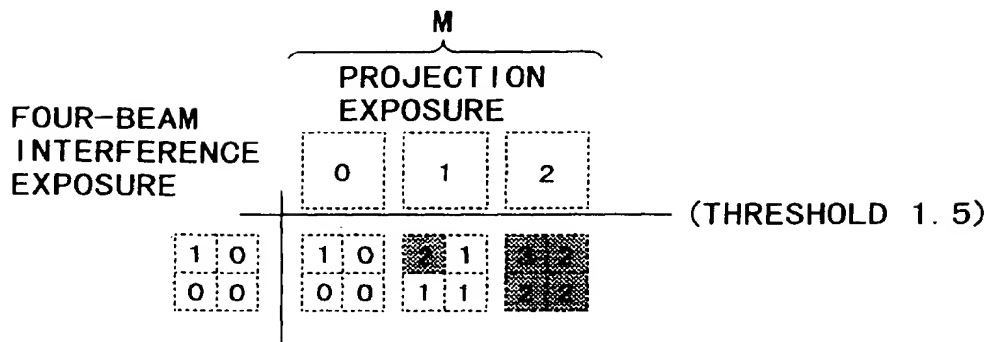 M
PROJECTION
EXPOSURE
FOUR-BEAM
INTERFERENCE
EXPOSURE
0 1 2
(THRESHOLD 1.5)
1 0 1 0 2 1 3 2
0 0 0 0 1 1 2 2